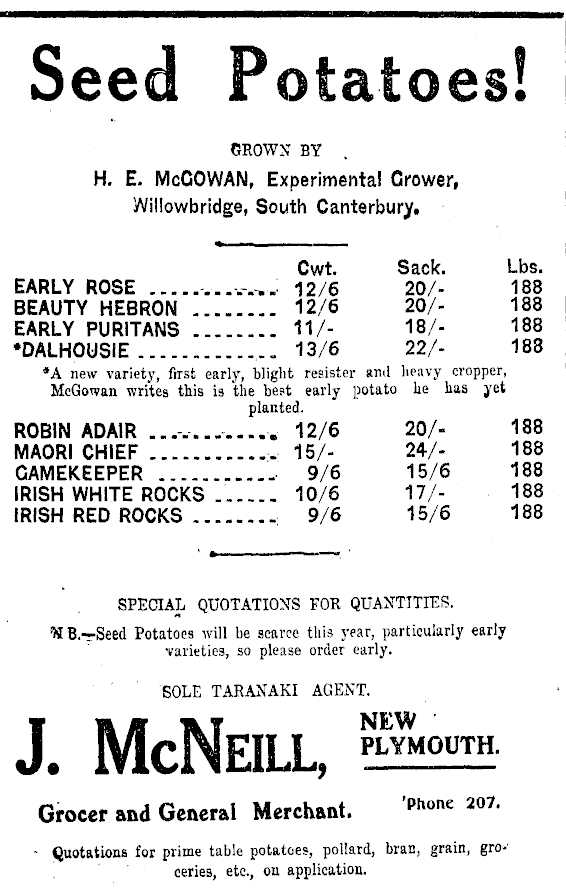 Seed Potatoes!
GROWN BY
H. E. McGOWAN, Experimental Grower,
Willowbridge, South Canterbury.
Cwt. Sack. Lbs.
EARLY ROSE .............. 12/6 20/- 188
BEAUTY HEBRON ........ 12/6 20/- 188
EARLY PURITANS ........ 11/- 18/- 188
*DALHOUSIE ............. 13/6 22/- 188
*A new variety, first early, blight resister and heavy cropper,
McGowan writes this is the best early potato he has yet
planted.
ROBIN ADAIR ............. 12/6 20/- 188
MAORI CHIEF ............ 15/- 24/- 188
GAMEKEEPER ........... 9/6 15/6 188
IRISH WHITE ROCKS ...... 10/6 17/- 188
IRISH RED ROCKS ........ 9/6 15/6 188
SPECIAL QUOTATIONS FOR QUANTITIES.
N B.—Seed Potatoes will be scarce this year, particularly early
varieties, so please order early.
SOLE TARANAKI AGENT.
J. McNEILL, NEW
PLYMOUTH.
Grocer and General Merchant. 'Phone 207.
Quotations for prime table potatoes, pollard, bran, grain, gro-
ceries, etc., on application.